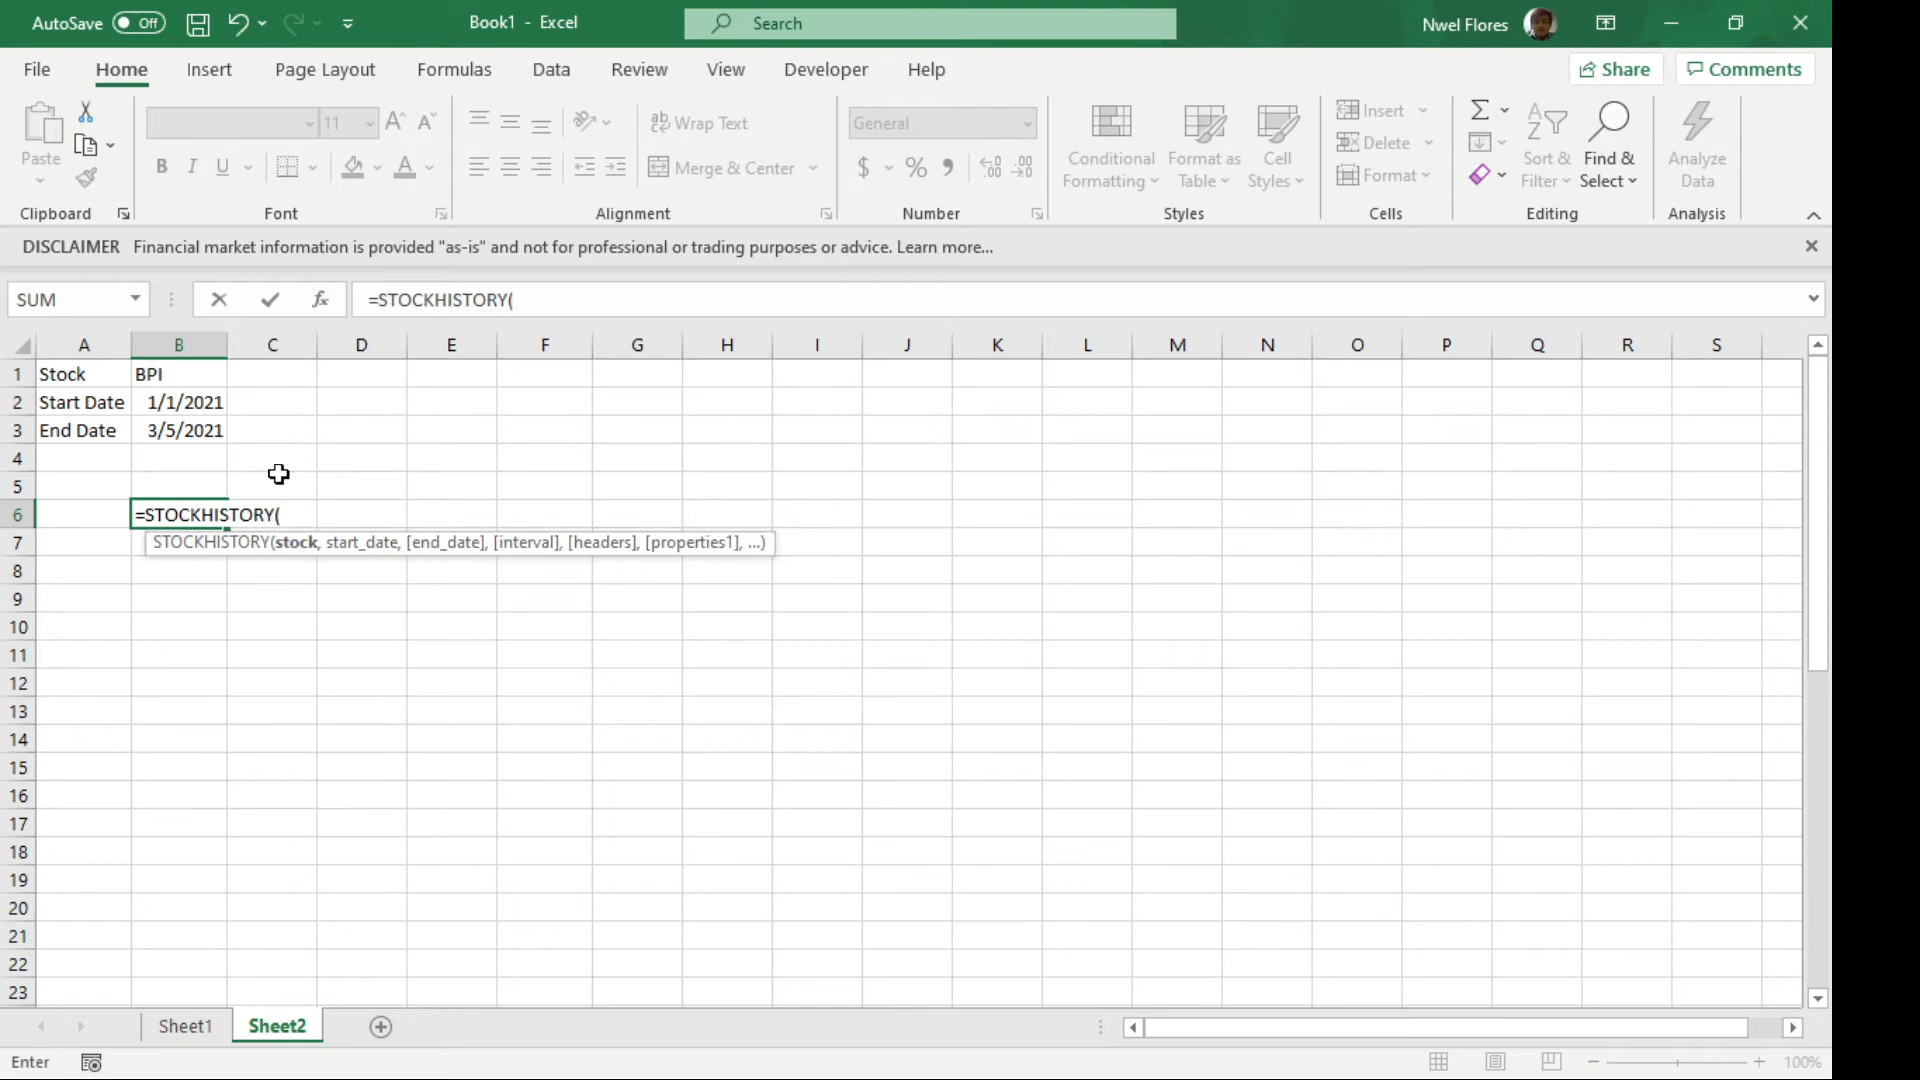 AutoSave Off
Book1 - Excel
Search
Nwel Flores
File Home Insert Page Layout Formulas Data Review View Developer Help
Share Comments
Paste
Clipboard
11
B I U A
Font
ab Wrap Text
Merge & Center
Alignment
General
$ % 9
Number
Conditional Formatting
Format as Table
Cell Styles
Styles
Insert
Delete
Format
Cells
Sort & Filter
Find & Select
Editing
Analyze Data
Analysis
DISCLAIMER Financial market information is provided "as-is" and not for professional or trading purposes or advice. Learn more...
SUM fx =STOCKHISTORY(
A B C D E F G H I J K L M N O P Q R S
1 Stock BPI
2 Start Date 1/1/2021
3 End Date 3/5/2021
4
5
6 =STOCKHISTORY(
7 STOCKHISTORY(stock, start_date, [end_date], [interval], [headers], [properties1], ...)
8
9
10
11
12
13
14
15
16
17
18
19
20
21
22
23
Sheet1 Sheet2
Enter
100%